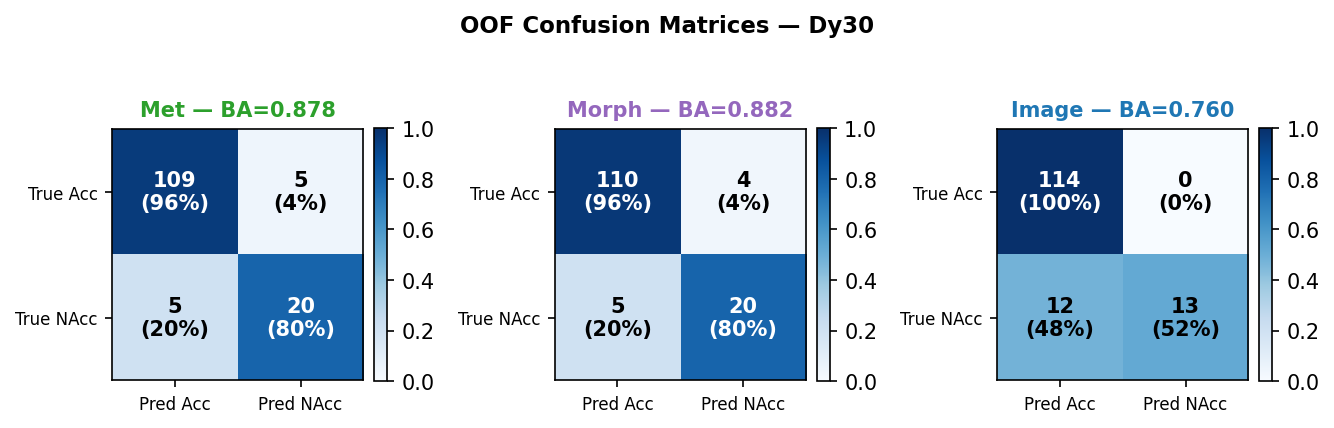 OOF Confusion Matrices — Dy30
Met — BA=0.878
True Acc
True NAcc
109
(96%)
5
(4%)
5
(20%)
20
(80%)
Pred Acc
Pred NAcc
1.0
0.8
0.6
0.4
0.2
0.0
Morph — BA=0.882
True Acc
True NAcc
110
(96%)
4
(4%)
5
(20%)
20
(80%)
Pred Acc
Pred NAcc
1.0
0.8
0.6
0.4
0.2
0.0
Image — BA=0.760
True Acc
True NAcc
114
(100%)
0
(0%)
12
(48%)
13
(52%)
Pred Acc
Pred NAcc
1.0
0.8
0.6
0.4
0.2
0.0